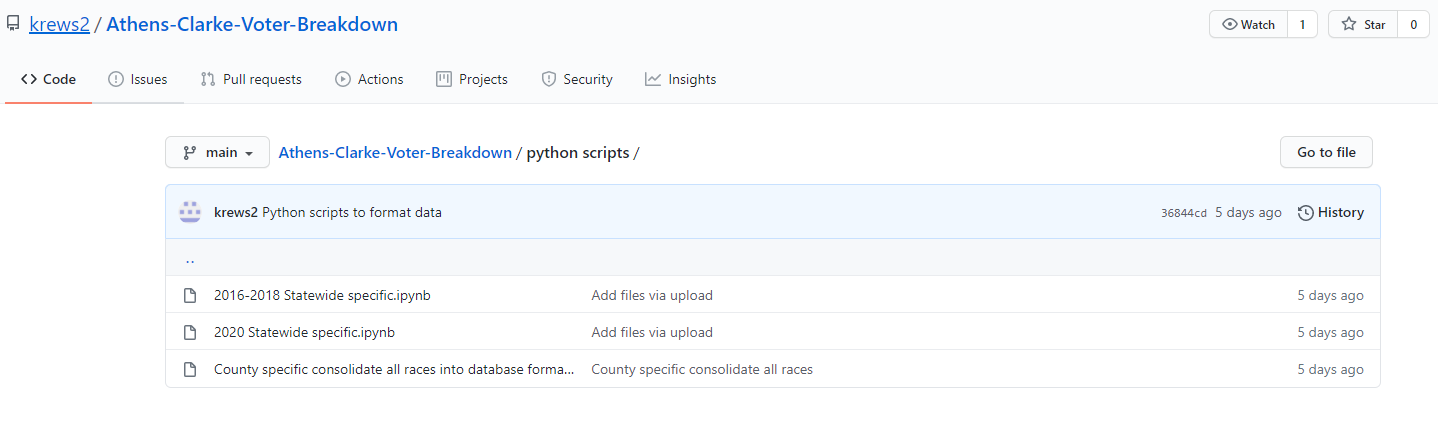 krews2 / Athens-Clarke-Voter-Breakdown Watch 1 Star 0
Code Issues Pull requests Actions Projects Security Insights
main Athens-Clarke-Voter-Breakdown / python scripts / Go to file
krews2 Python scripts to format data 36844cd 5 days ago History
..
2016-2018 Statewide specific.ipynb Add files via upload 5 days ago
2020 Statewide specific.ipynb Add files via upload 5 days ago
County specific consolidate all races into database forma... County specific consolidate all races 5 days ago